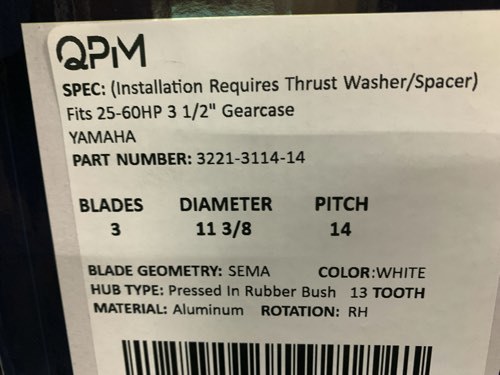 QPM
SPEC: (Installation Requires Thrust Washer/Spacer)
Fits 25-60HP 3 1/2" Gearcase
YAMAHA
PART NUMBER: 3221-3114-14
BLADES DIAMETER PITCH
3 11 3/8 14
BLADE GEOMETRY: SEMA COLOR:WHITE
HUB TYPE: Pressed In Rubber Bush 13 TOOTH
MATERIAL: Aluminum ROTATION: RH